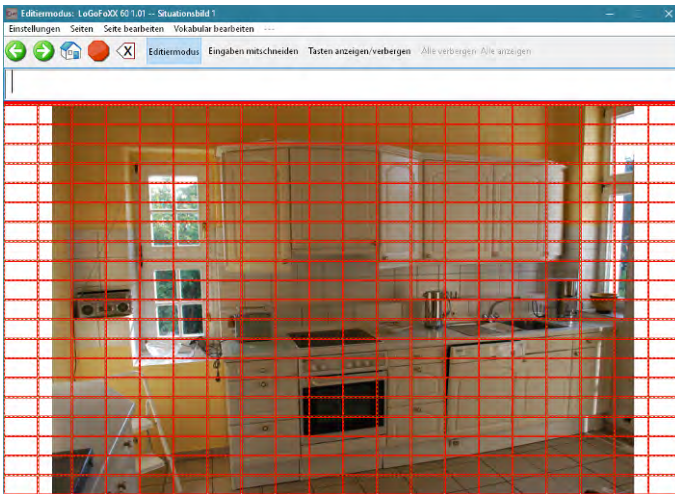 Editiermodus: LoGoFoXX 60 1.01 -- Situationsbild 1
Einstellungen Seiten Seite bearbeiten Vokabular bearbeiten ---
X Editiermodus Eingaben mitschneiden Tasten anzeigen/verbergen Alle verbergen Alle anzeigen